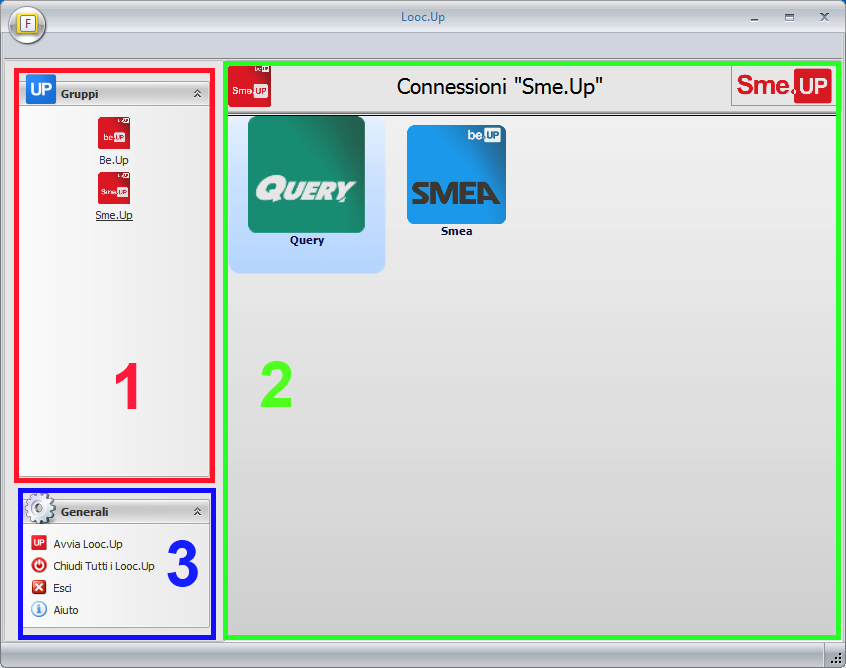 Looc.Up
F
UP Gruppi
be.UP
Be.Up
Sme.UP
Sme.Up
1
Sme.UP
Connessioni "Sme.Up"
Sme.UP
QUERY
Query
be.UP
SMEA
Smea
2
Generali
UP Avvia Looc.Up
Chiudi Tutti i Looc.Up
Esci
Aiuto
3